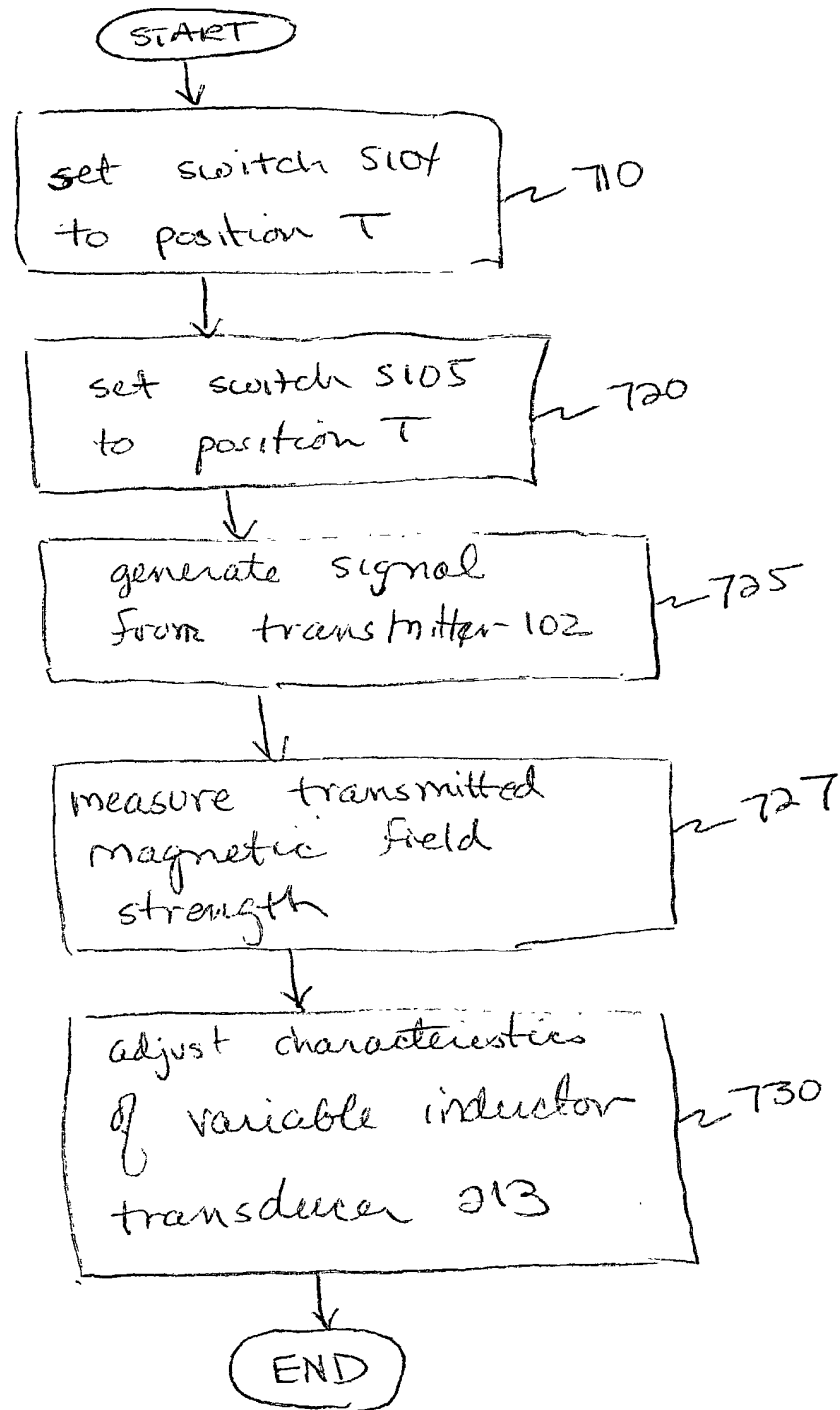 START
set switch S104
to position T
710
set switch S105
to position T
720
generate signal
from transmitter 102
725
measure transmitted
magnetic field
strength
727
adjust characteristics
of variable inductor
transducer 213
730
END